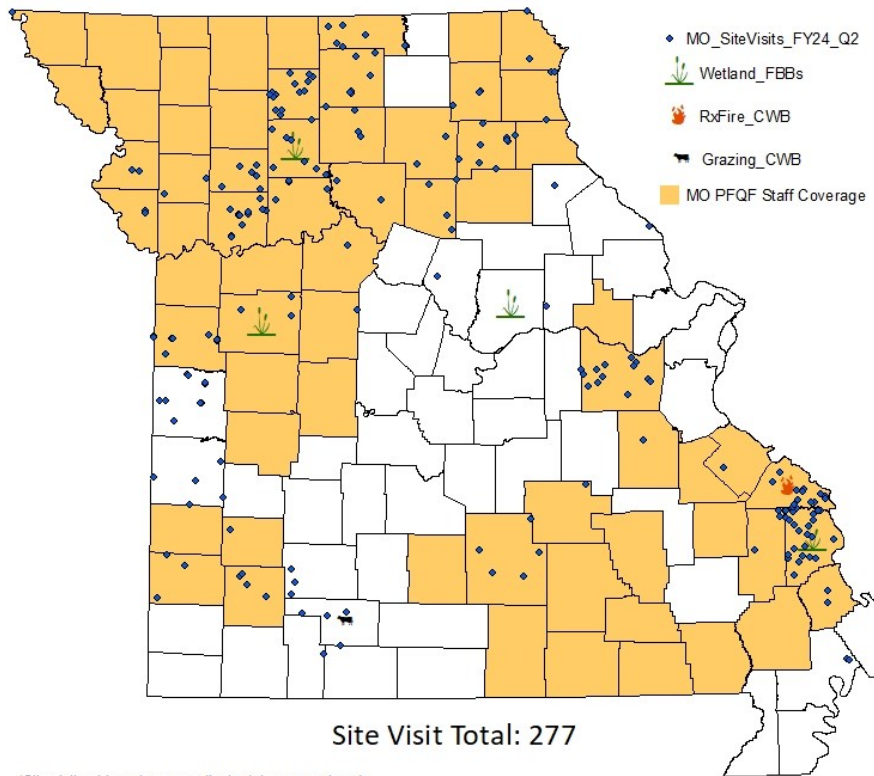 MO_SiteVisits_FY24_Q2
Wetland_FBBs
RxFire_CWB
Grazing_CWB
MO PFQF Staff Coverage
Site Visit Total: 277